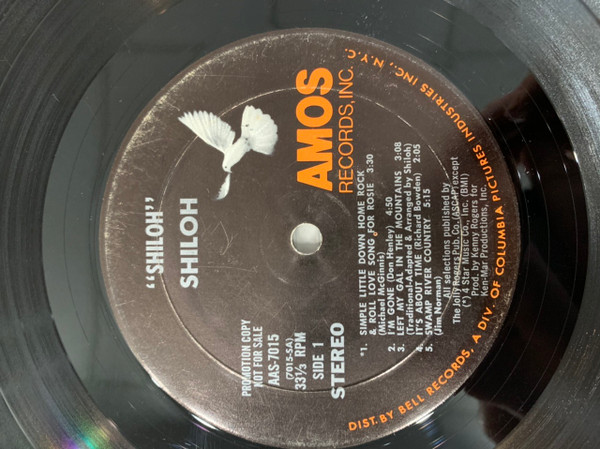 "SHILOH"
SHILOH
AMOS
RECORDS, INC.
PROMOTION COPY
NOT FOR SALE
AAS-7015
(7015-SA)
33⅓ RPM
SIDE 1
STEREO
*1. SIMPLE LITTLE DOWN HOME ROCK
& ROLL LOVE SONG FOR ROSIE 3:30
(Michael McGinnis)
2. I'M GONE (Don Henley) 4:50
3. LEFT MY GAL IN THE MOUNTAINS 3:08
(Traditional-Adapted & Arranged by Shiloh)
4. IT'S ABOUT TIME (Richard Bowden) 2:05
5. SWAMP RIVER COUNTRY 5:15
(Jim Norman)
All selections published by
The Jolly Rogers Pub. Co. (ASCAP) except
(*) 4 Star Music Co., Inc. (BMI)
Prod. by Kenny Rogers for
Ken-Mar Productions, Inc.
DIST. BY BELL RECORDS, A DIV. OF COLUMBIA PICTURES INDUSTRIES INC., N.Y.C.